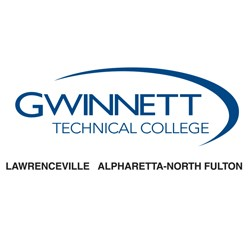 GWINNETT
TECHNICAL COLLEGE
LAWRENCEVILLE ALPHARETTA-NORTH FULTON